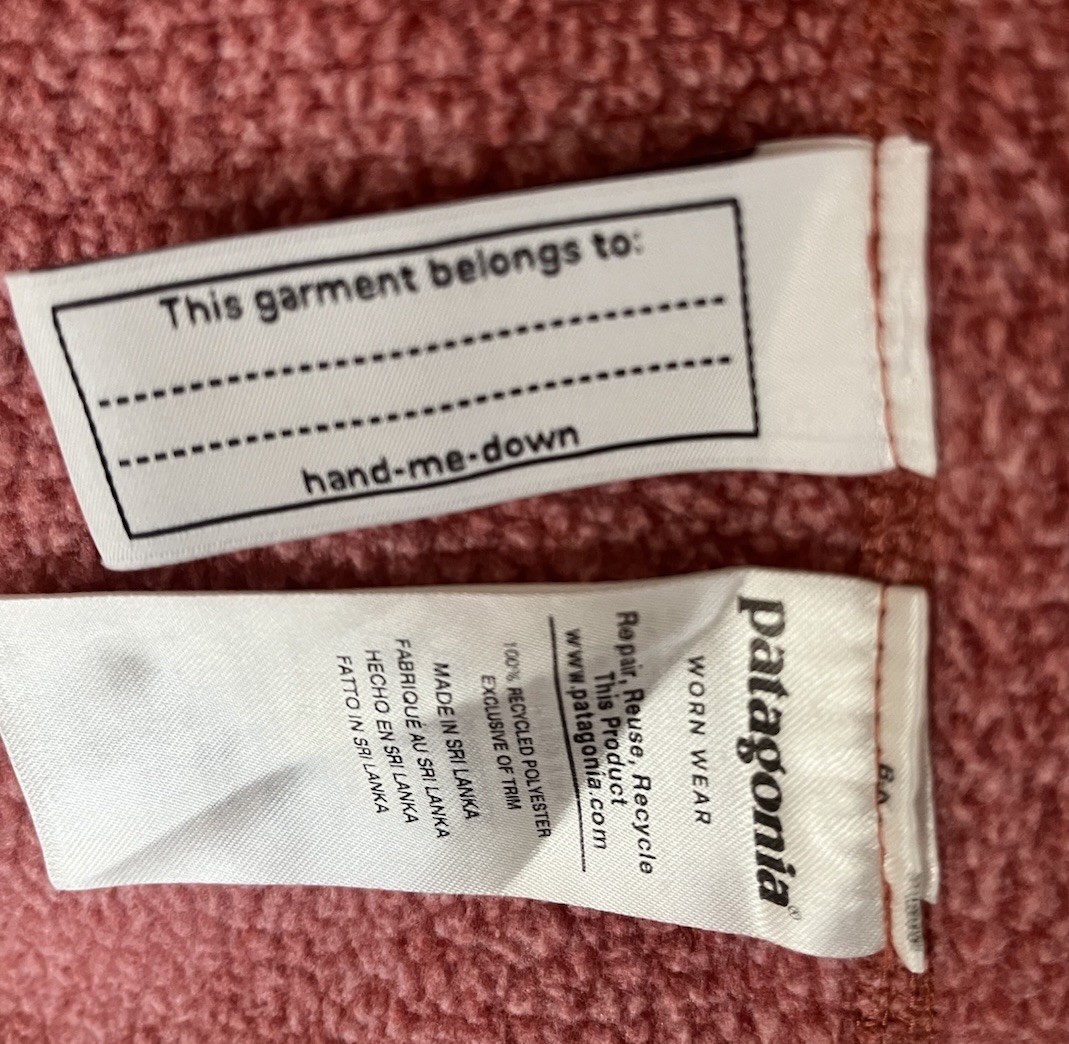 This garment belongs to:
hand-me-down
patagonia®
WORN WEAR
Repair, Reuse, Recycle
This Product
www.patagonia.com
100% RECYCLED POLYESTER
EXCLUSIVE OF TRIM
MADE IN SRI LANKA
FABRIQUÉ AU SRI LANKA
HECHO EN SRI LANKA
FATTO IN SRI LANKA